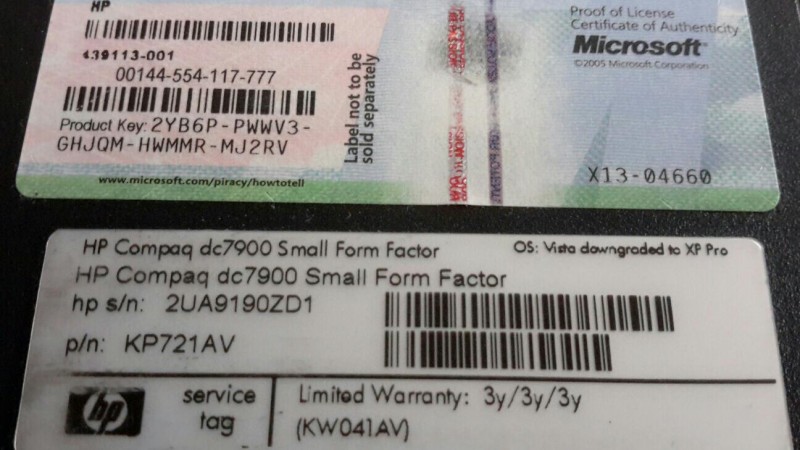 HP
439113-001
00144-554-117-777
Product Key: 2YB6P-PWWV3-
GHJQM-HWMMR-MJ2RV
www.microsoft.com/piracy/howtotell
Label not to be
sold separately
Proof of License
Certificate of Authenticity
Microsoft
©2005 Microsoft Corporation
X13-04660
HP Compaq dc7900 Small Form Factor
OS: Vista downgraded to XP Pro
HP Compaq dc7900 Small Form Factor
hp s/n: 2UA9190ZD1
p/n: KP721AV
hp
service
tag
Limited Warranty: 3y/3y/3y
(KW041AV)